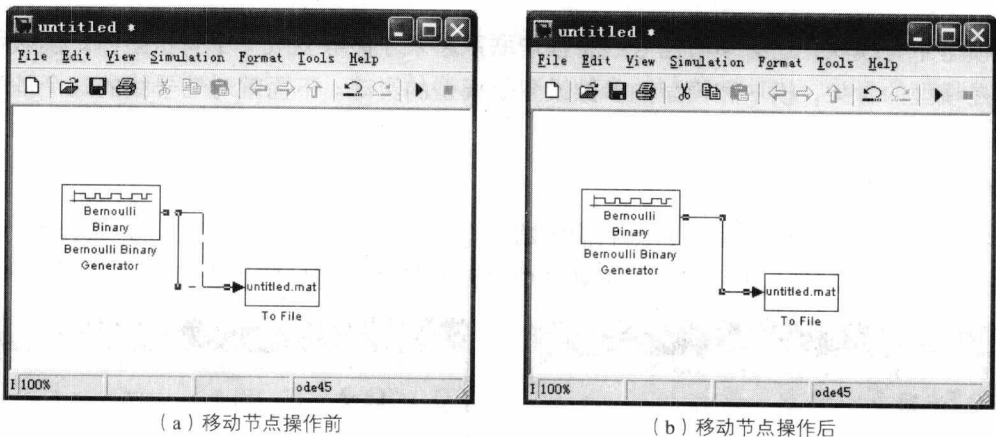 untitled *
File Edit View Simulation Format Tools Help
Bernoulli
Binary
Bernoulli Binary
Generator
untitled.mat
To File
100%
ode45
(a)移动节点操作前
untitled *
File Edit View Simulation Format Tools Help
Bernoulli
Binary
Bernoulli Binary
Generator
untitled.mat
To File
100%
ode45
(b)移动节点操作后